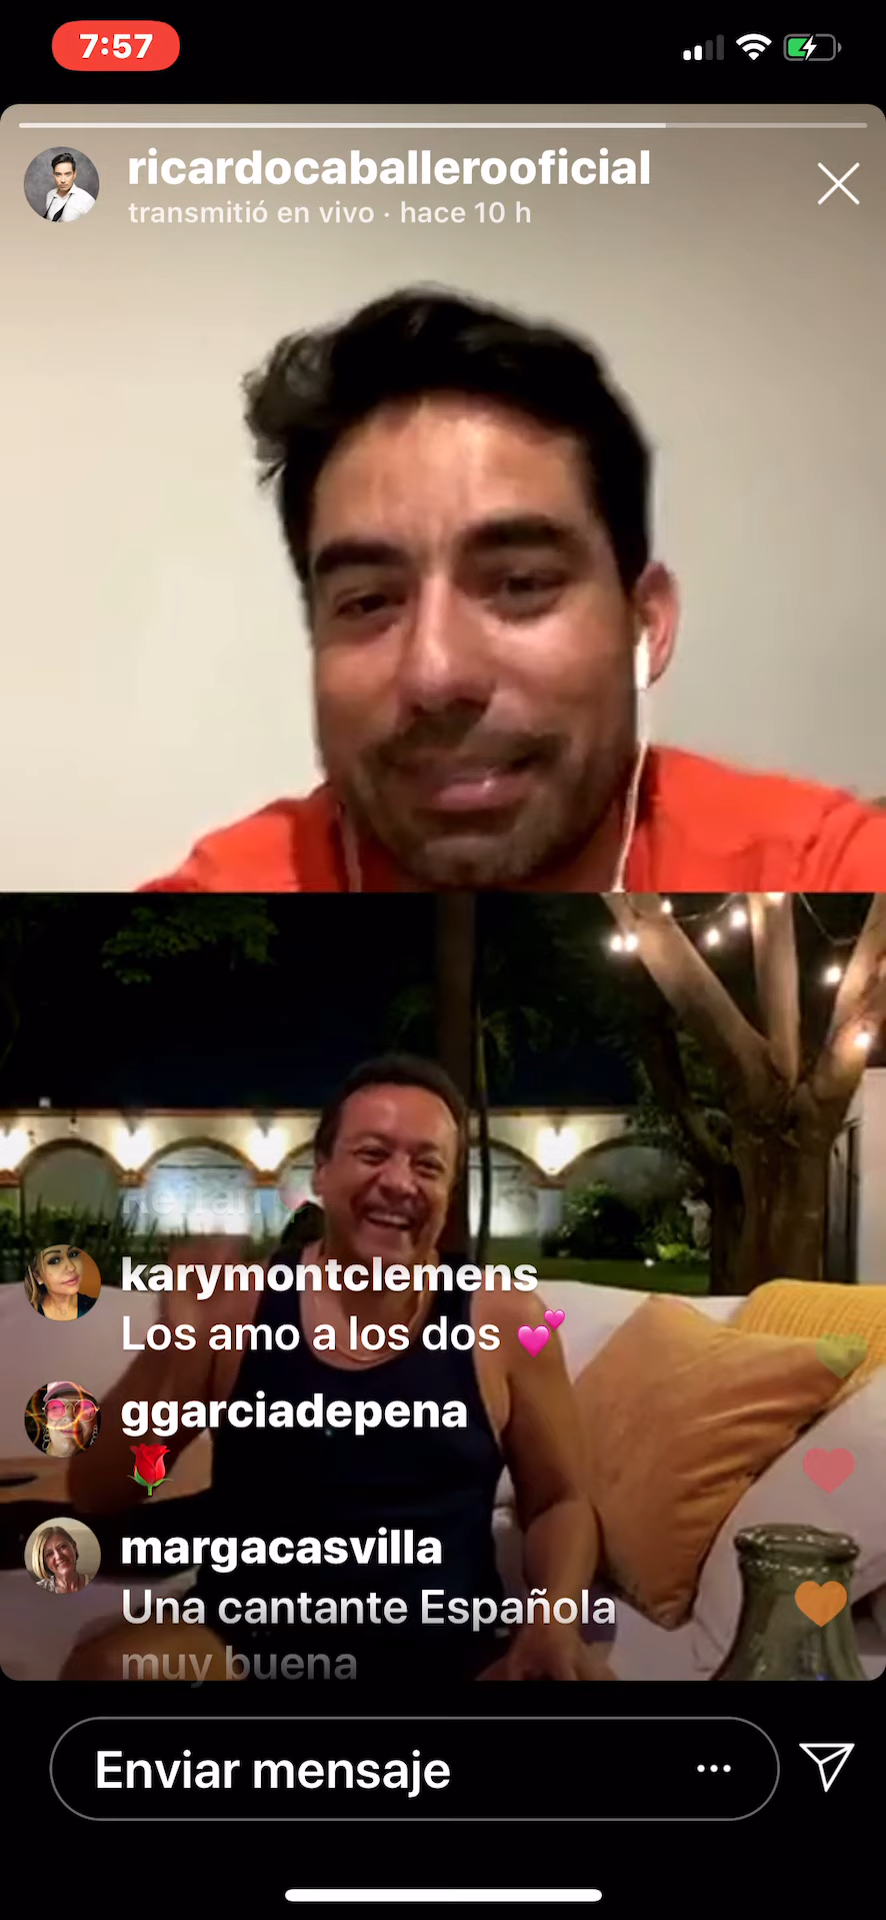 7:57
ricardocaballerooficial
transmitió en vivo · hace 10 h
karymontclemens
Los amo a los dos 💕
ggarciadepena
🌹
margacasvilla
Una cantante Española
muy buena
Enviar mensaje